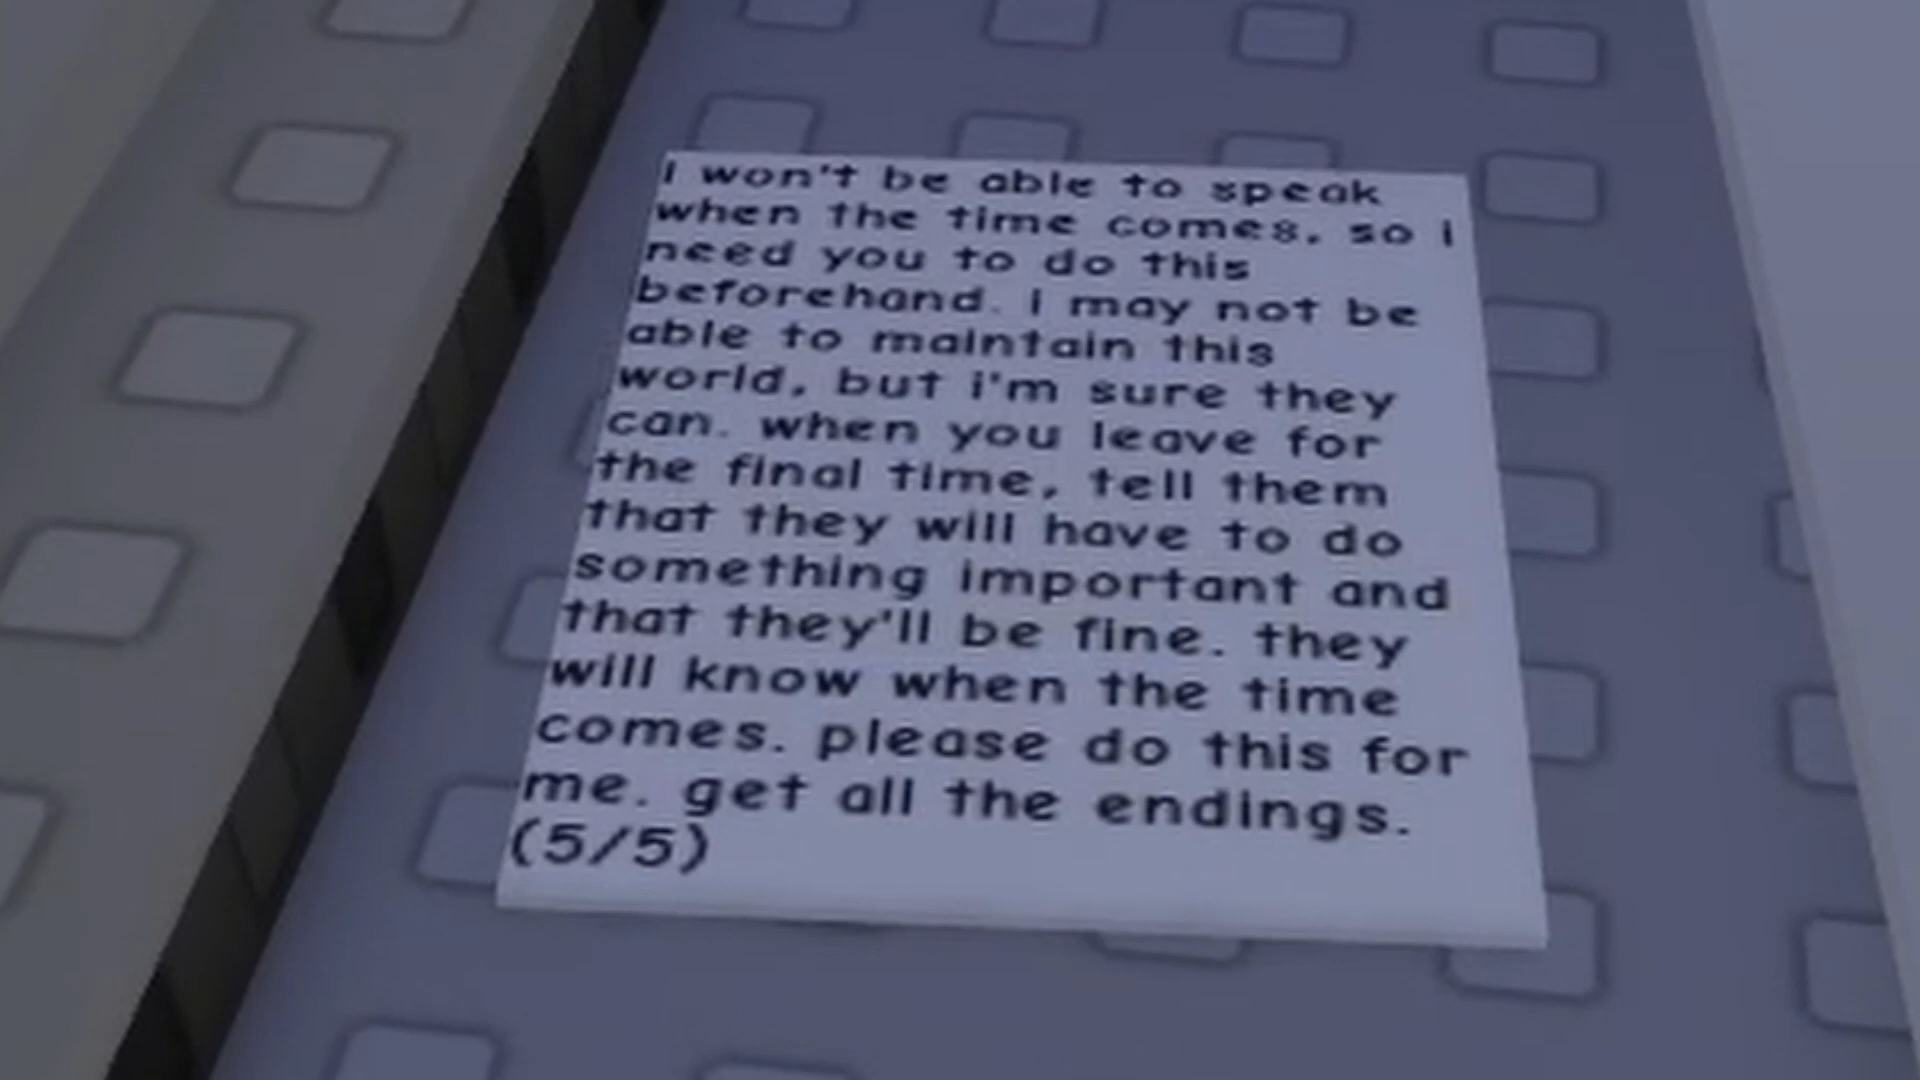 i won't be able to speak
when the time comes, so i
need you to do this
beforehand. i may not be
able to maintain this
world, but i'm sure they
can. when you leave for
the final time, tell them
that they will have to do
something important and
that they'll be fine. they
will know when the time
comes. please do this for
me. get all the endings.
(5/5)